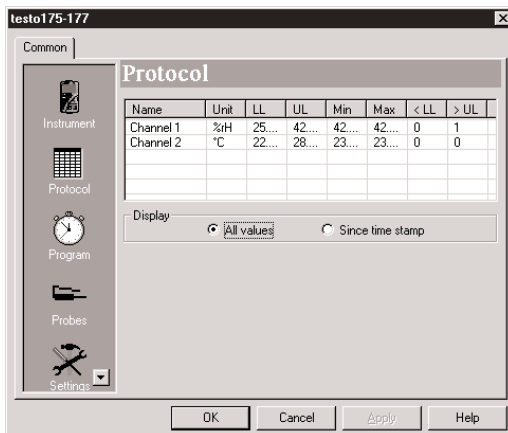 testo175-177
Common
Instrument
Protocol
Program
Probes
Settings
Protocol
Name Unit LL UL Min Max < LL > UL
Channel 1 %rH 25.... 42.... 42.... 42.... 0 1
Channel 2 °C 22.... 28.... 23.... 23.... 0 0
Display
All values Since time stamp
OK Cancel Apply Help